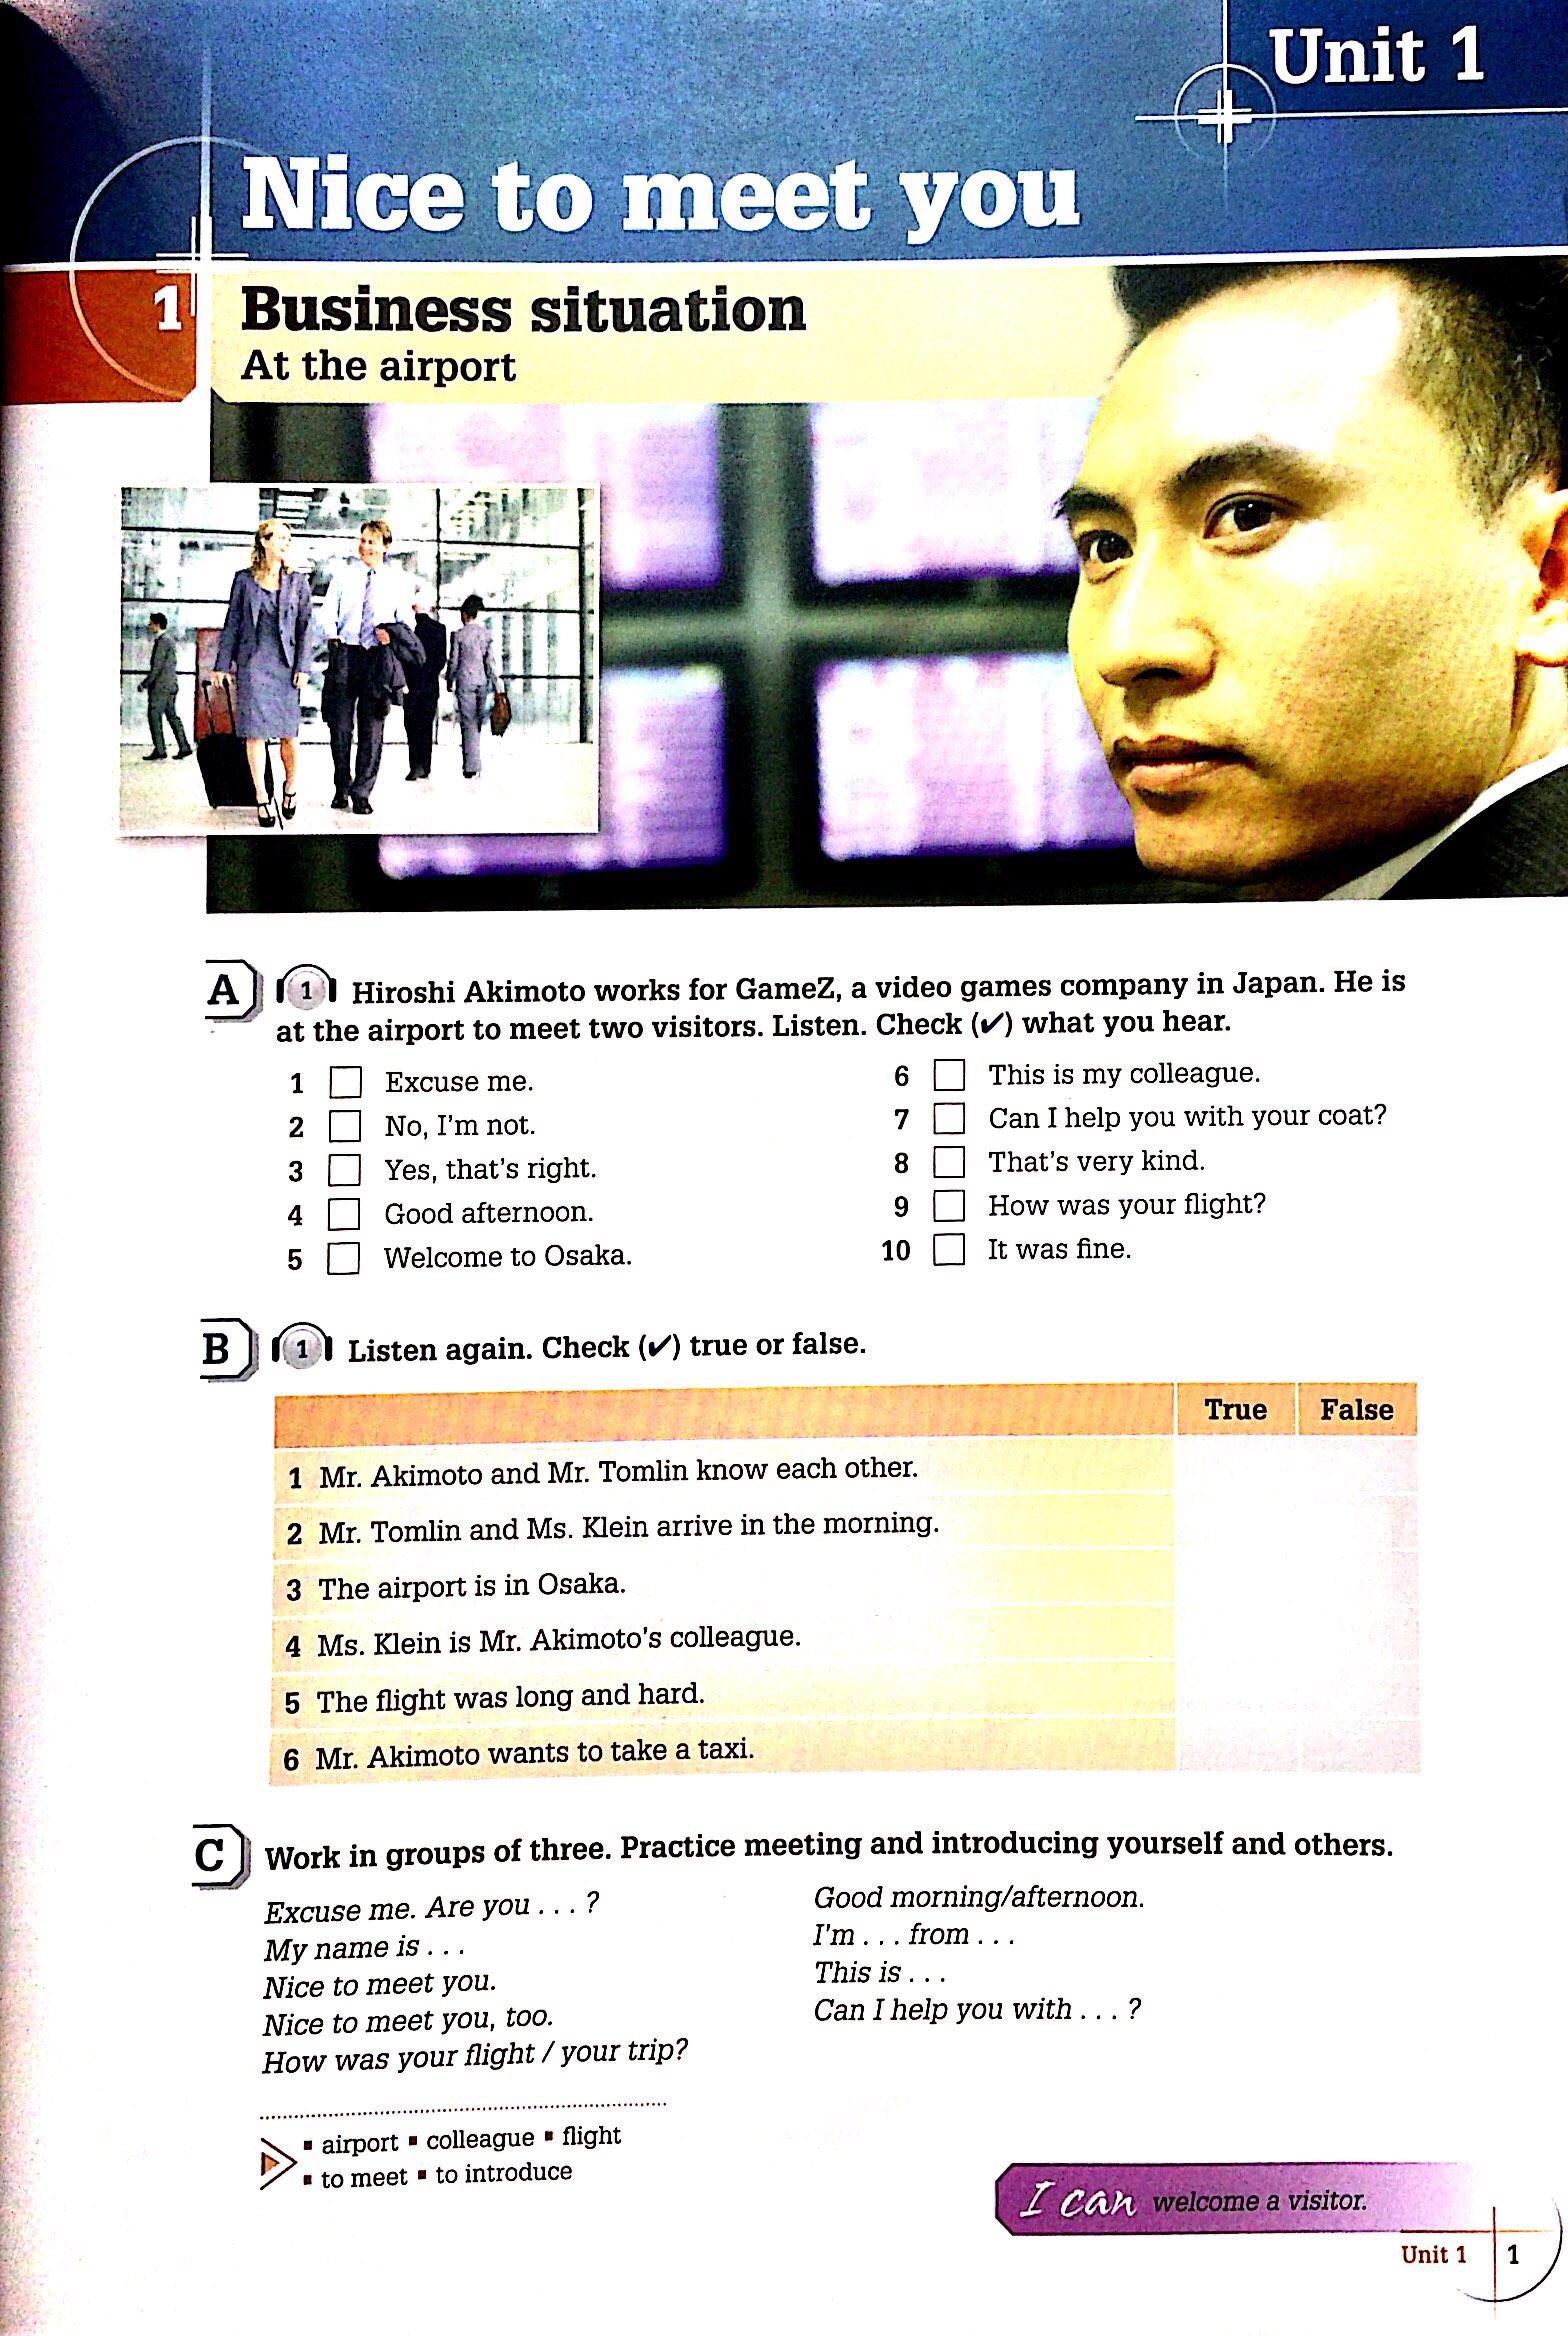 Unit 1
Nice to meet you
1
Business situation
At the airport
A 1 Hiroshi Akimoto works for GameZ, a video games company in Japan. He is
at the airport to meet two visitors. Listen. Check (✔) what you hear.
1 ☐ Excuse me.
2 ☐ No, I'm not.
3 ☐ Yes, that's right.
4 ☐ Good afternoon.
5 ☐ Welcome to Osaka.
6 ☐ This is my colleague.
7 ☐ Can I help you with your coat?
8 ☐ That's very kind.
9 ☐ How was your flight?
10 ☐ It was fine.
B 1 Listen again. Check (✔) true or false.
True False
1 Mr. Akimoto and Mr. Tomlin know each other.
2 Mr. Tomlin and Ms. Klein arrive in the morning.
3 The airport is in Osaka.
4 Ms. Klein is Mr. Akimoto's colleague.
5 The flight was long and hard.
6 Mr. Akimoto wants to take a taxi.
C Work in groups of three. Practice meeting and introducing yourself and others.
Excuse me. Are you . . . ?
My name is . . .
Nice to meet you.
Nice to meet you, too.
How was your flight / your trip?
Good morning/afternoon.
I'm . . . from . . .
This is . . .
Can I help you with . . . ?
▪ airport ▪ colleague ▪ flight
▪ to meet ▪ to introduce
I can welcome a visitor.
Unit 1 1